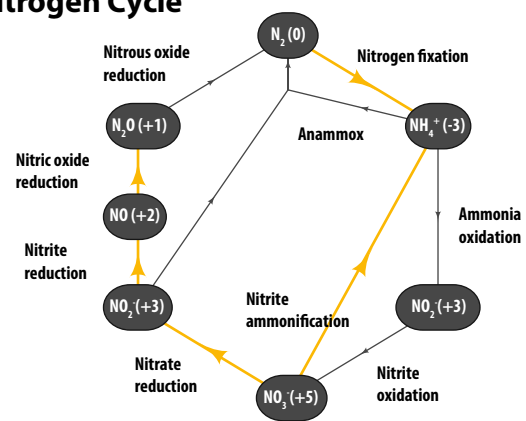 itrogen Cycle
N₂ (0)
Nitrous oxide
reduction
Nitrogen fixation
N₂O (+1)
Anammox
NH₄⁺ (-3)
Nitric oxide
reduction
NO (+2)
Ammonia
oxidation
Nitrite
reduction
NO₂⁻(+3)
Nitrite
ammonification
NO₂⁻(+3)
Nitrate
reduction
Nitrite
oxidation
NO₃⁻(+5)